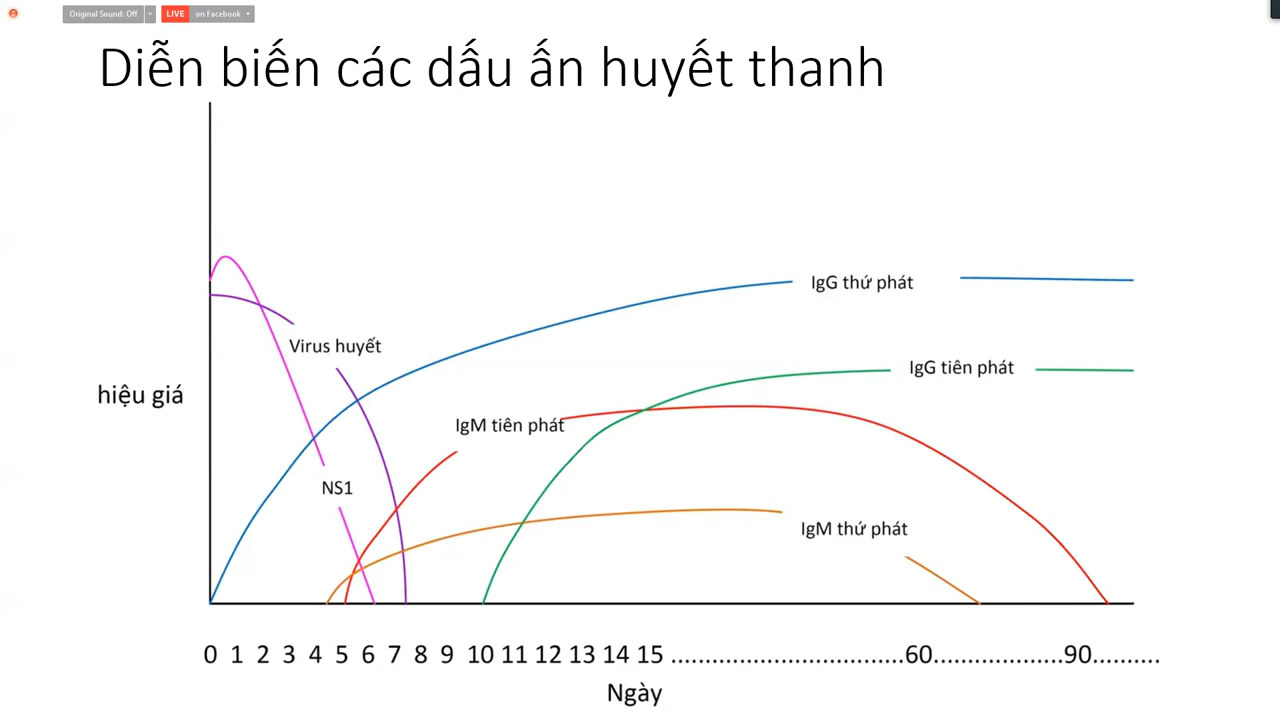 Original Sound: Off
LIVE on Facebook
Diễn biến các dấu ấn huyết thanh
IgG thứ phát
Virus huyết
IgG tiên phát
hiệu giá
IgM tiên phát
NS1
IgM thứ phát
0 1 2 3 4 5 6 7 8 9 10 11 12 13 14 15 ..................................60...................90..........
Ngày